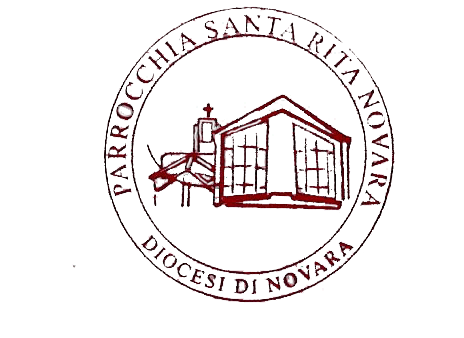 PARROCCHIA SANTA RITA NOVARA
DIOCESI DI NOVARA